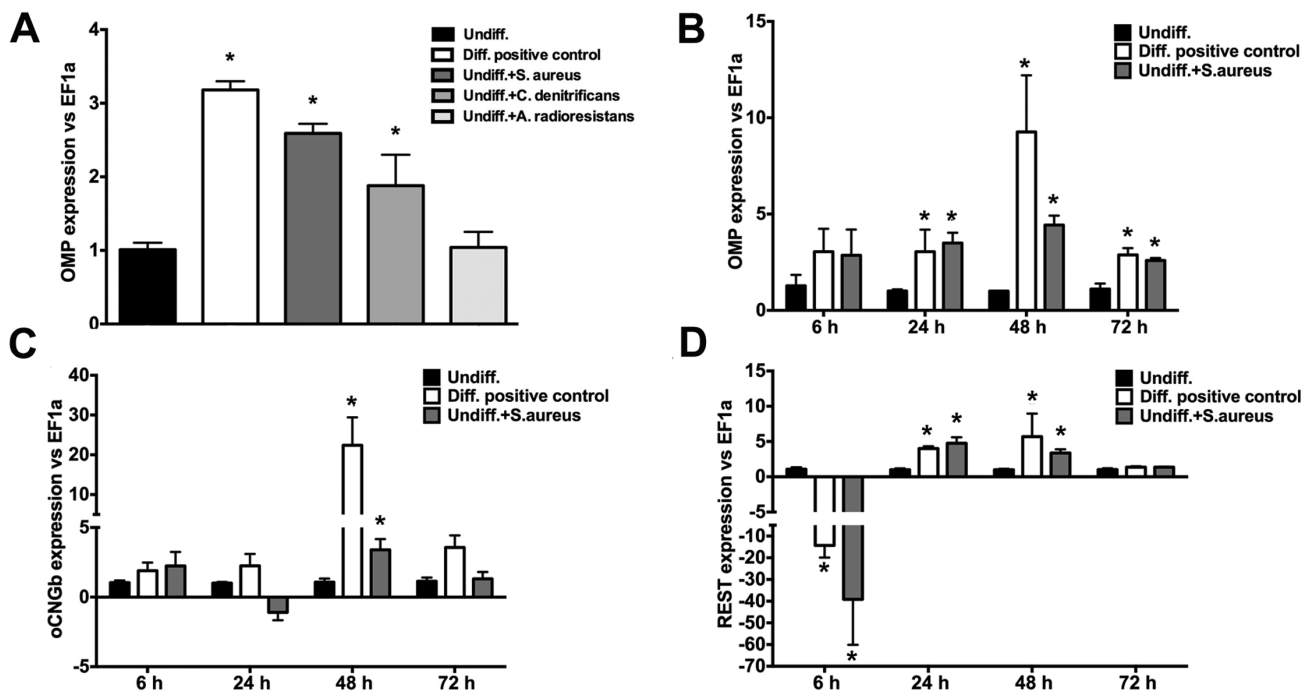 A
OMP expression vs EF1a
4
3
2
1
0
*
*
*
Undiff.
Diff. positive control
Undiff.+S. aureus
Undiff.+C. denitrificans
Undiff.+A. radioresistans
B
OMP expression vs EF1a
15
10
5
0
*
*
*
*
*
*
6 h
24 h
48 h
72 h
Undiff.
Diff. positive control
Undiff.+S.aureus
C
oCNGb expression vs EF1a
40
30
20
10
5
0
-5
*
*
6 h
24 h
48 h
72 h
Undiff.
Diff. positive control
Undiff.+S.aureus
D
REST expression vs EF1a
15
10
5
0
-5
-10
-20
-30
-40
-50
-60
-70
*
*
*
*
*
*
6 h
24 h
48 h
72 h
Undiff.
Diff. positive control
Undiff.+S.aureus